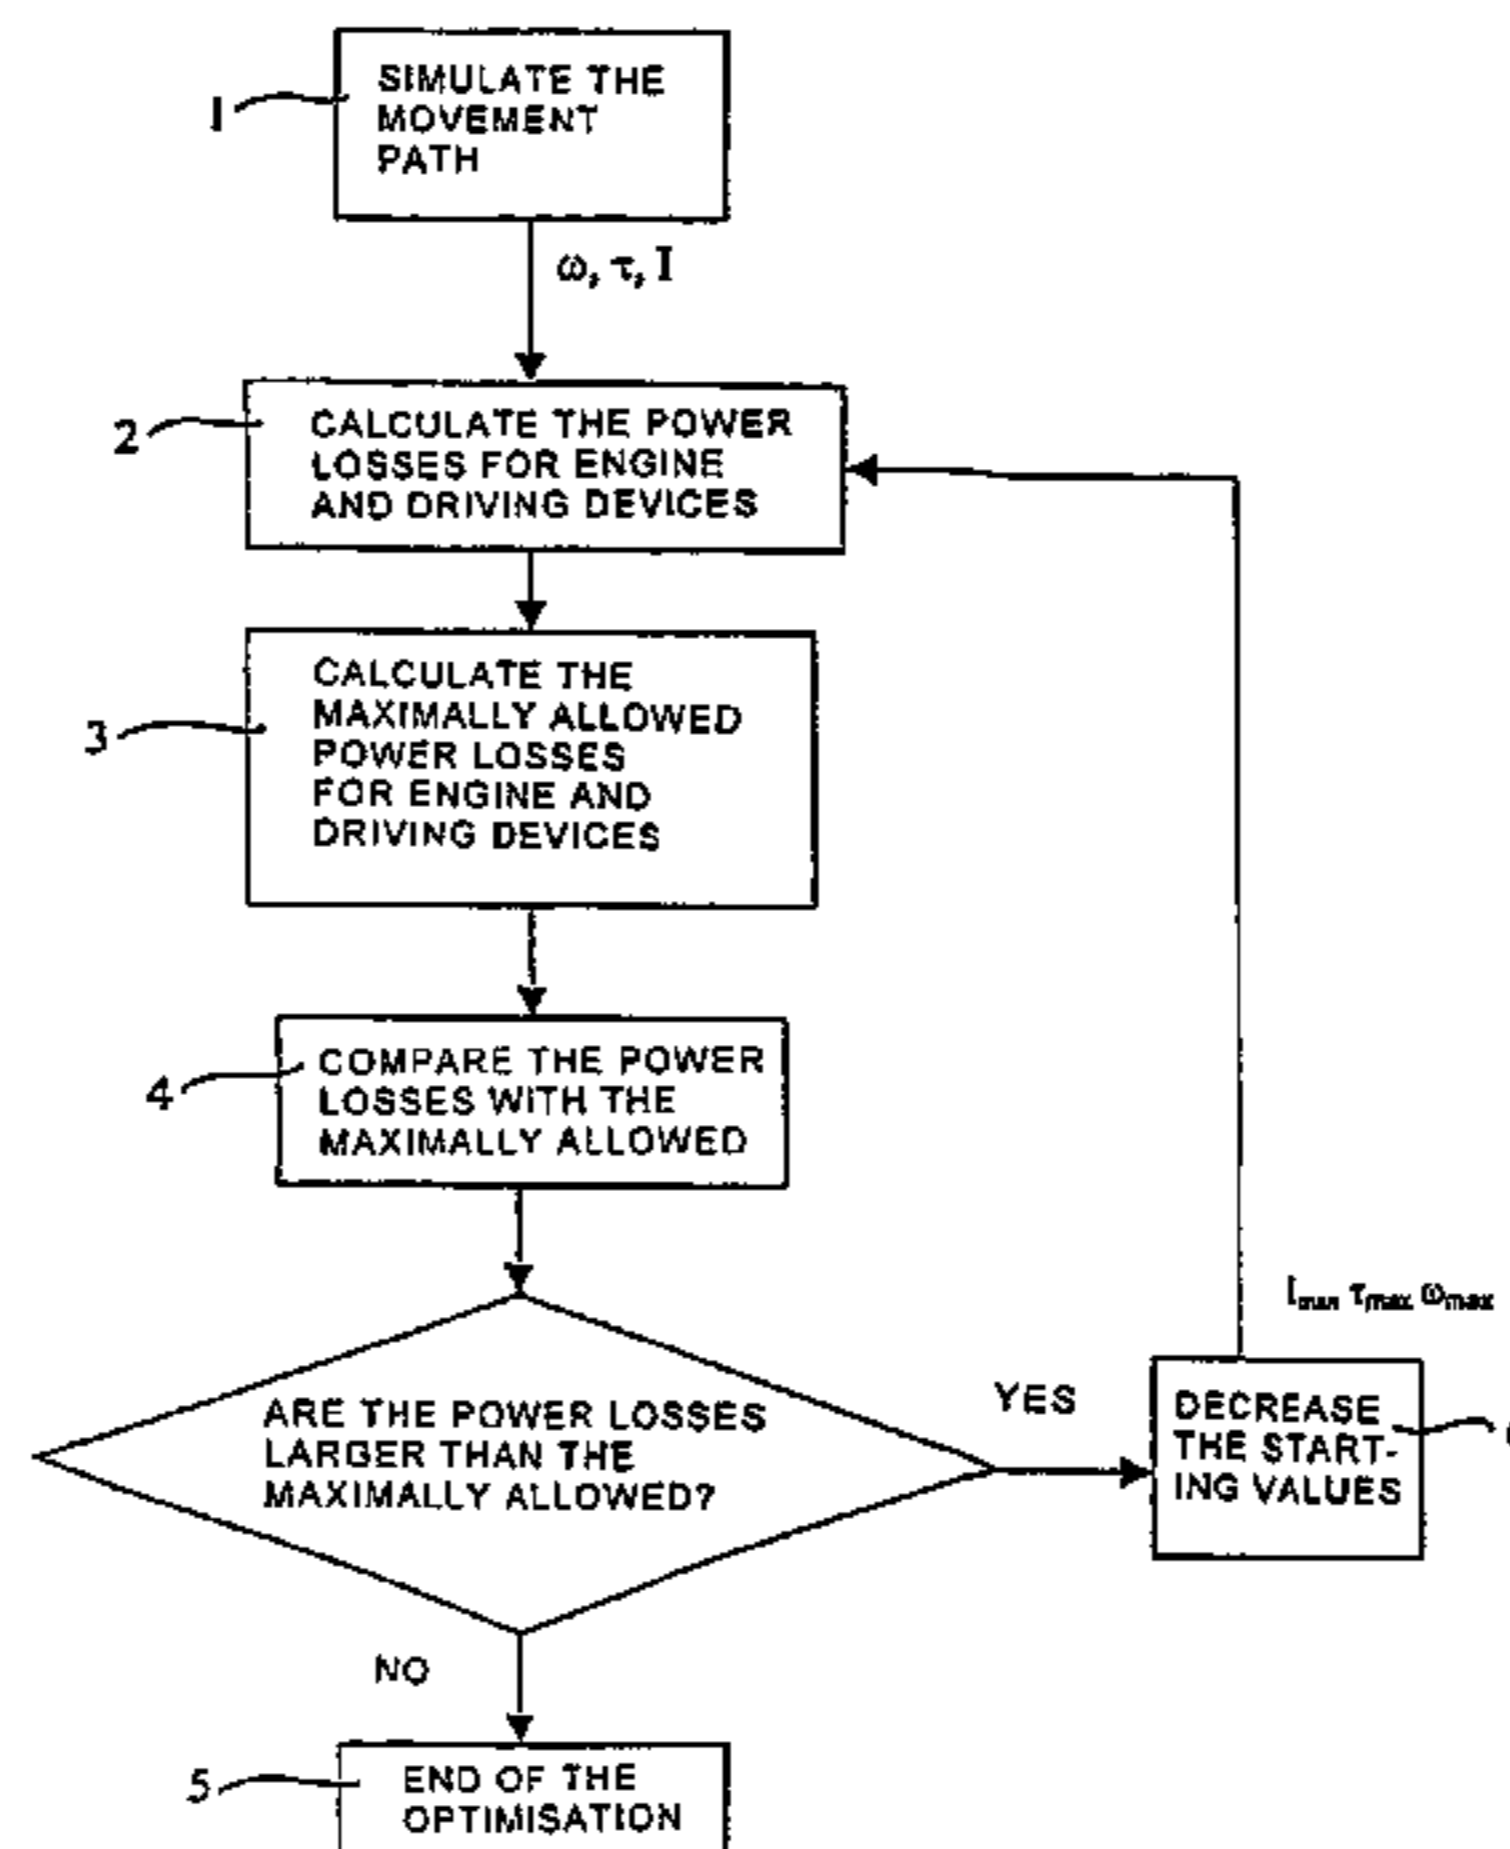 1
SIMULATE THE
MOVEMENT
PATH
ω, τ, I
2
CALCULATE THE POWER
LOSSES FOR ENGINE
AND DRIVING DEVICES
3
CALCULATE THE
MAXIMALLY ALLOWED
POWER LOSSES
FOR ENGINE AND
DRIVING DEVICES
4
COMPARE THE POWER
LOSSES WITH THE
MAXIMALLY ALLOWED
ARE THE POWER LOSSES
LARGER THAN THE
MAXIMALLY ALLOWED?
YES
τmax ωmax
DECREASE
THE START-
ING VALUES
NO
5
END OF THE
OPTIMISATION